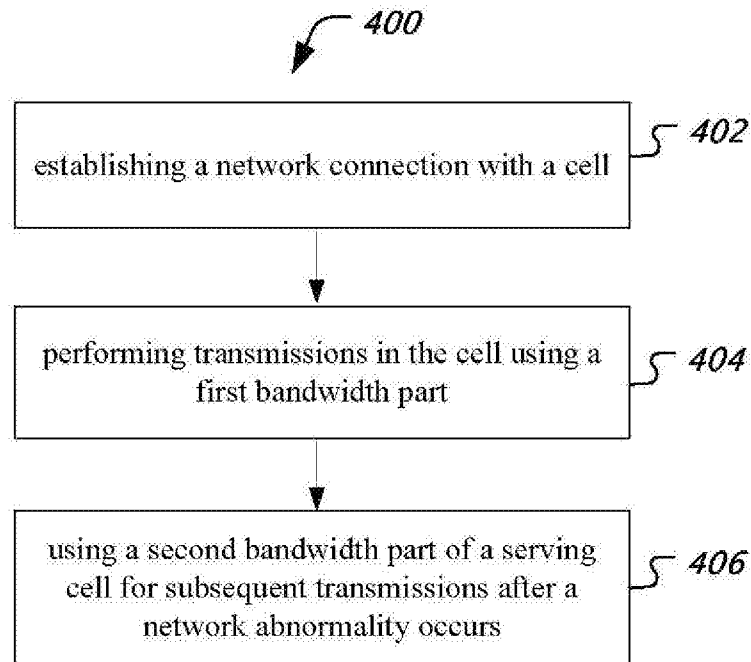 400
establishing a network connection with a cell
402
performing transmissions in the cell using a
first bandwidth part
404
using a second bandwidth part of a serving
cell for subsequent transmissions after a
network abnormality occurs
406